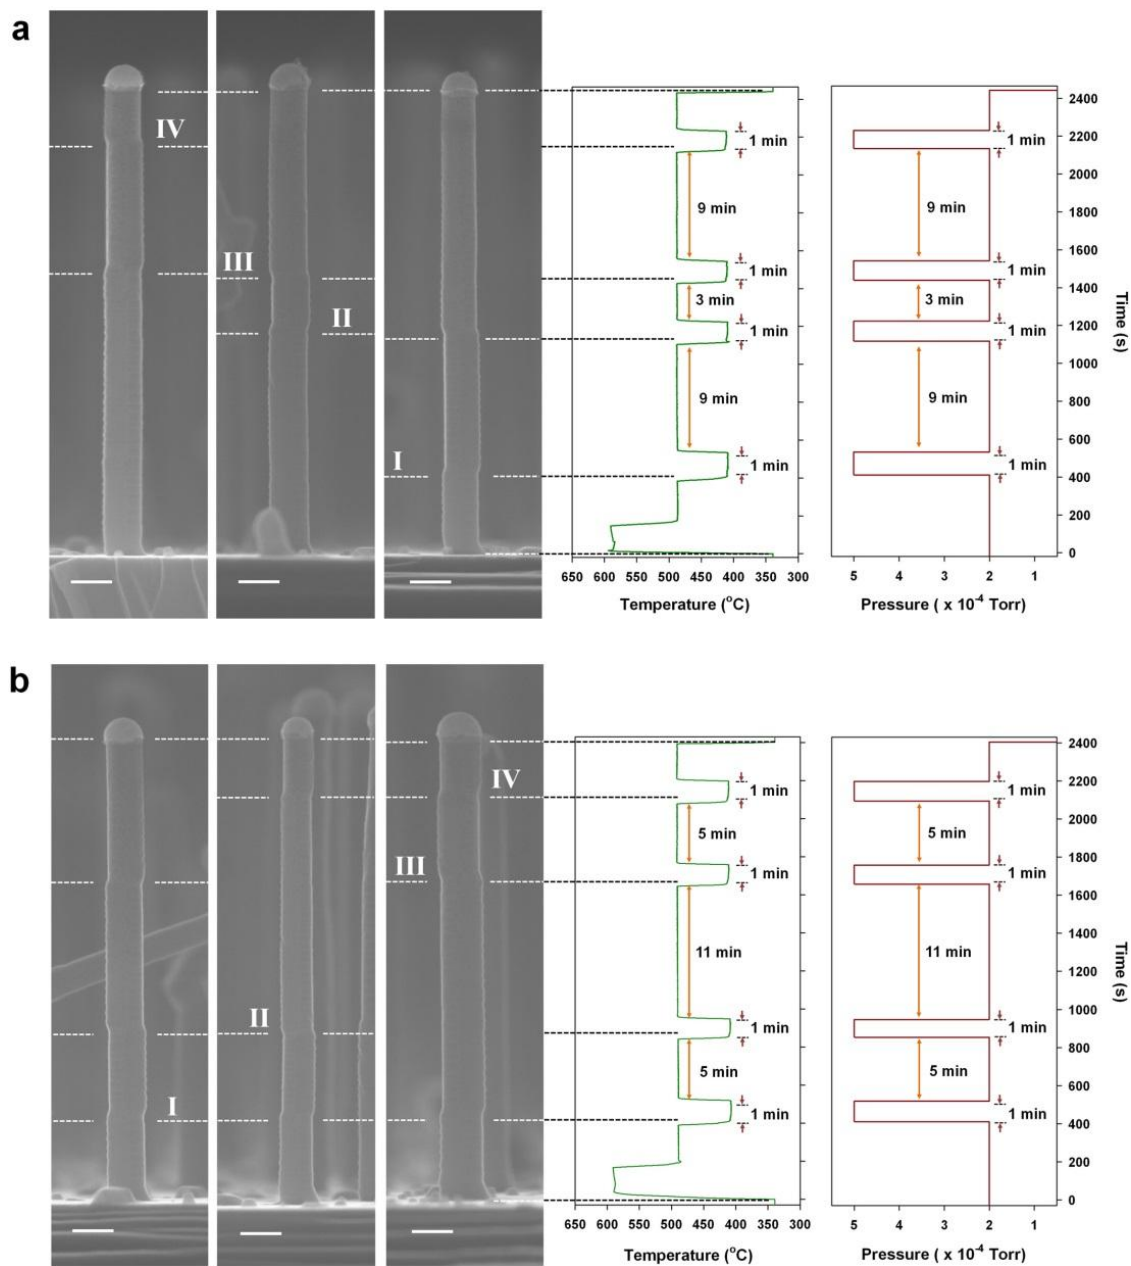 a
IV
III
II
I
1 min
9 min
1 min
3 min
1 min
9 min
1 min
650 600 550 500 450 400 350 300
Temperature (°C)
1 min
9 min
1 min
3 min
1 min
9 min
1 min
5 4 3 2 1
Pressure ( x 10⁻⁴ Torr)
2400
2200
2000
1800
1600
1400
1200
1000
800
600
400
200
0
Time (s)
b
IV
III
II
I
1 min
5 min
1 min
11 min
1 min
5 min
1 min
650 600 550 500 450 400 350 300
Temperature (°C)
1 min
5 min
1 min
11 min
1 min
5 min
1 min
5 4 3 2 1
Pressure ( x 10⁻⁴ Torr)
2400
2200
2000
1800
1600
1400
1200
1000
800
600
400
200
0
Time (s)